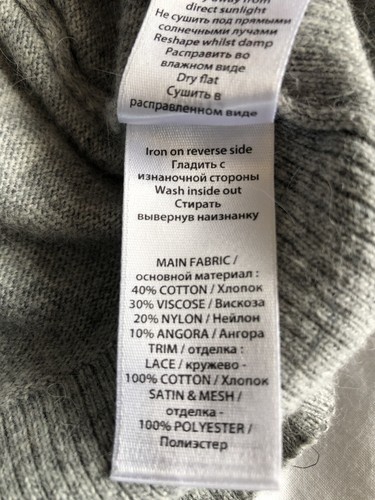 direct sunlight
Не сушить под прямыми
солнечными лучами
Reshape whilst damp
Расправить во
влажном виде
Dry flat
Сушить в
расправленном виде
Iron on reverse side
Гладить с
изнаночной стороны
Wash inside out
Стирать
вывернув наизнанку
MAIN FABRIC /
основной материал :
40% COTTON / Хлопок
30% VISCOSE / Вискоза
20% NYLON / Нейлон
10% ANGORA / Ангора
TRIM / отделка :
LACE / кружево -
100% COTTON / Хлопок
SATIN & MESH /
отделка -
100% POLYESTER /
Полиэстер